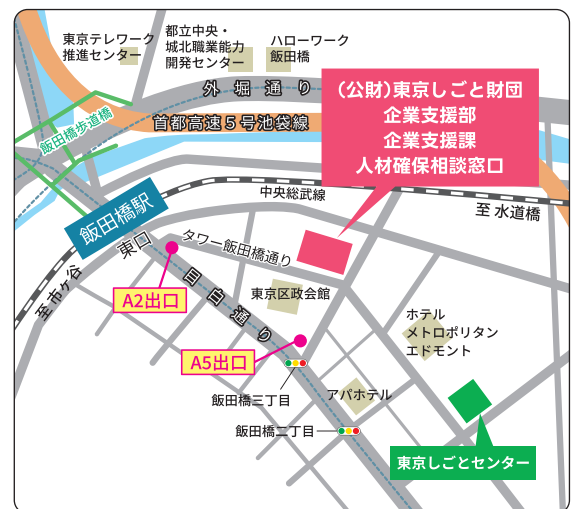 東京テレワーク
推進センター
都立中央・
城北職業能力
開発センター
ハローワーク
飯田橋
外堀通り
首都高速５号池袋線
飯田橋歩道橋
（公財）東京しごと財団
企業支援部
企業支援課
人材確保相談窓口
中央総武線
至 水道橋
飯田橋駅
東口
タワー飯田橋通り
至 市ヶ谷
A2出口
目白通り
東京区政会館
ホテル
メトロポリタン
エドモント
A5出口
飯田橋三丁目
アパホテル
飯田橋二丁目
東京しごとセンター